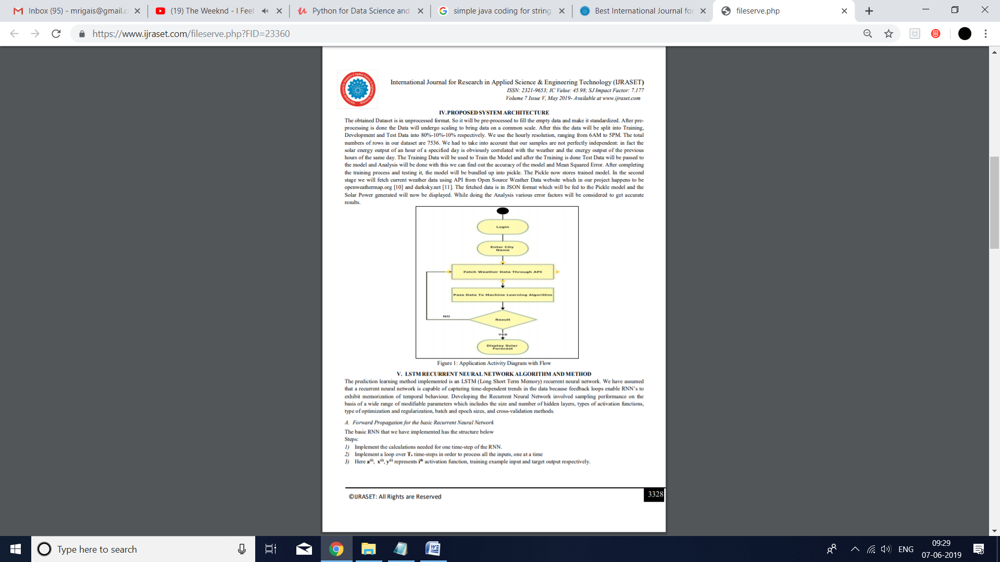 Inbox (95) - mrigais@gmail.c
(19) The Weeknd - I Feel
Python for Data Science and
simple java coding for string
Best International Journal for
fileserve.php
https://www.ijraset.com/fileserve.php?FID=23360
International Journal for Research in Applied Science & Engineering Technology (IJRASET)
ISSN: 2321-9653; IC Value: 45.98; SJ Impact Factor: 7.177
Volume 7 Issue V, May 2019- Available at www.ijraset.com
IV.PROPOSED SYSTEM ARCHITECTURE
The obtained Dataset is in unprocessed format. So it will be pre-processed to fill the empty data and make it standardized. After pre-
processing is done the Data will undergo scaling to bring data on a common scale. After this the data will be split into Training,
Development and Test Data into 80%-10%-10% respectively. We use the hourly resolution, ranging from 6AM to 5PM. The total
numbers of rows in our dataset are 7536. We had to take into account that our samples are not perfectly independent: in fact the
solar energy output of an hour of a specified day is obviously correlated with the weather and the energy output of the previous
hours of the same day. The Training Data will be used to Train the Model and after the Training is done Test Data will be passed to
the model and Analysis will be done with this we can find out the accuracy of the model and Mean Squared Error. After completing
the training process and testing it, the model will be bundled up into pickle. The Pickle now stores trained model. In the second
stage we will fetch current weather data using API from Open Source Weather Data website which in our project happens to be
openweathermap.org [10] and darksky.net [11]. The fetched data is in JSON format which will be fed to the Pickle model and the
Solar Power generated will now be displayed. While doing the Analysis various error factors will be considered to get accurate
results.
Login
Enter City
Name
Fetch Weather Data Through API
Pass Data To Machine Learning Algorithm
NO
Result
YES
Display Solar
Forecast
Figure 1: Application Activity Diagram with Flow
V. LSTM RECURRENT NEURAL NETWORK ALGORITHM AND METHOD
The prediction learning method implemented is an LSTM (Long Short Term Memory) recurrent neural network. We have assumed
that a recurrent neural network is capable of capturing time-dependent trends in the data because feedback loops enable RNN's to
exhibit memorization of temporal behaviour. Developing the Recurrent Neural Network involved sampling performance on the
basis of a wide range of modifiable parameters which includes the size and number of hidden layers, types of activation functions,
type of optimization and regularization, batch and epoch sizes, and cross-validation methods.
A. Forward Propagation for the basic Recurrent Neural Network
The basic RNN that we have implemented has the structure below
Steps:
1) Implement the calculations needed for one time-step of the RNN.
2) Implement a loop over Tₓ time-steps in order to process all the inputs, one at a time
3) Here a⁽ⁱ⁾, x⁽ⁱ⁾, y⁽ⁱ⁾ represents iᵗʰ activation function, training example input and target output respectively.
©IJRASET: All Rights are Reserved
3328
Type here to search
ENG
09:29
07-06-2019